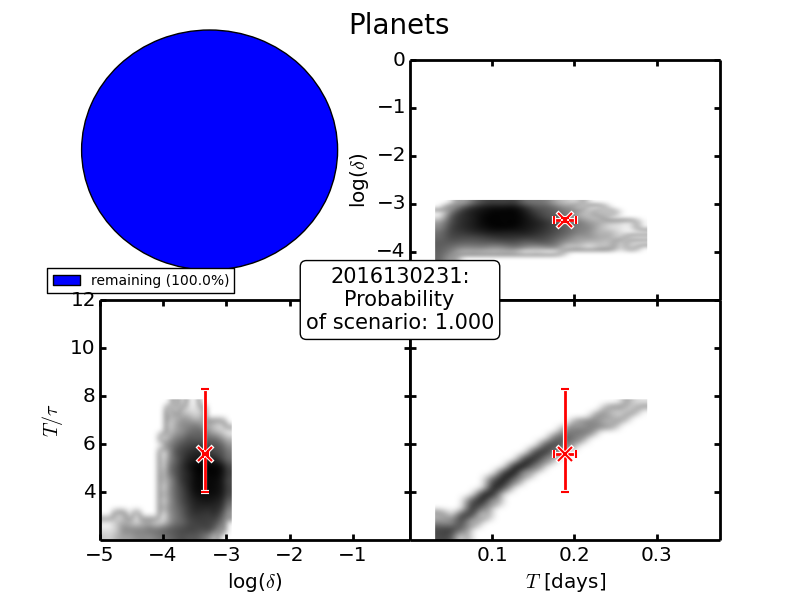 Planets
0
−1
−2
−3
−4
log(δ)
remaining (100.0%)
2016130231:
Probability
of scenario: 1.000
12
10
8
6
4
T/τ
−5 −4 −3 −2 −1
log(δ)
0.1 0.2 0.3
T [days]